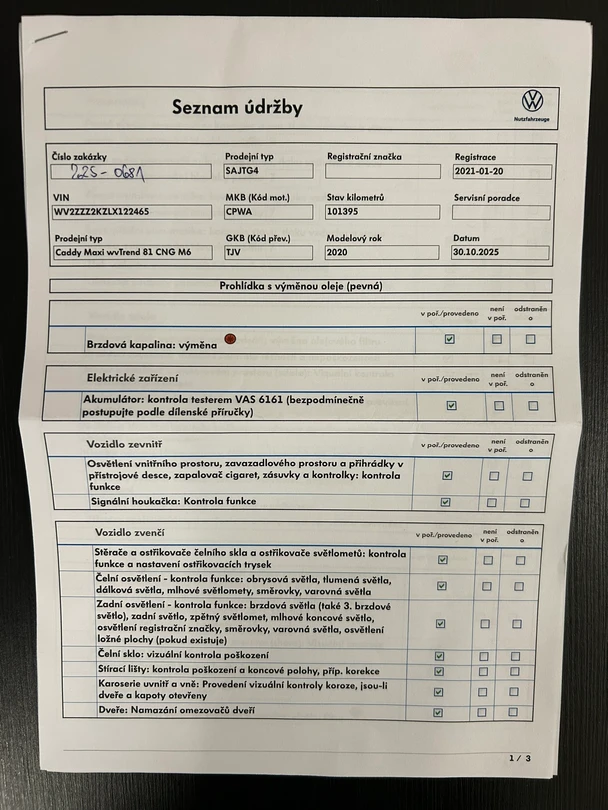 Seznam údržby
Nutzfahrzeuge
Číslo zakázky Prodejní typ Registrační značka Registrace
225-0681 SAJTG4 2021-01-20
VIN MKB (Kód mot.) Stav kilometrů Servisní poradce
WV2ZZZ2KZLX122465 CPWA 101395
Prodejní typ GKB (Kód přev.) Modelový rok Datum
Caddy Maxi wvTrend 81 CNG M6 TJV 2020 30.10.2025
Prohlídka s výměnou oleje (pevná)
v poř./provedeno není v poř. odstraněn o
Brzdová kapalina: výměna
Elektrické zařízení v poř./provedeno není v poř. odstraněn o
Akumulátor: kontrola testerem VAS 6161 (bezpodmínečně
postupujte podle dílenské příručky)
Vozidlo zevnitř v poř./provedeno není v poř. odstraněn o
Osvětlení vnitřního prostoru, zavazadlového prostoru a přihrádky v
přístrojové desce, zapalovač cigaret, zásuvky a kontrolky: kontrola
funkce
Signální houkačka: Kontrola funkce
Vozidlo zvenčí v poř./provedeno není v poř. odstraněn o
Stěrače a ostřikovače čelního skla a ostřikovače světlometů: kontrola
funkce a nastavení ostřikovacích trysek
Čelní osvětlení - kontrola funkce: obrysová světla, tlumená světla,
dálková světla, mlhové světlomety, směrovky, varovná světla
Zadní osvětlení - kontrola funkce: brzdová světla (také 3. brzdové
světlo), zadní světlo, zpětný světlomet, mlhové koncové světlo,
osvětlení registrační značky, směrovky, varovná světla, osvětlení
ložné plochy (pokud existuje)
Čelní sklo: vizuální kontrola poškození
Stírací lišty: kontrola poškození a koncové polohy, příp. korekce
Karoserie uvnitř a vně: Provedení vizuální kontroly koroze, jsou-li
dveře a kapoty otevřeny
Dveře: Namazání omezovačů dveří
1 / 3